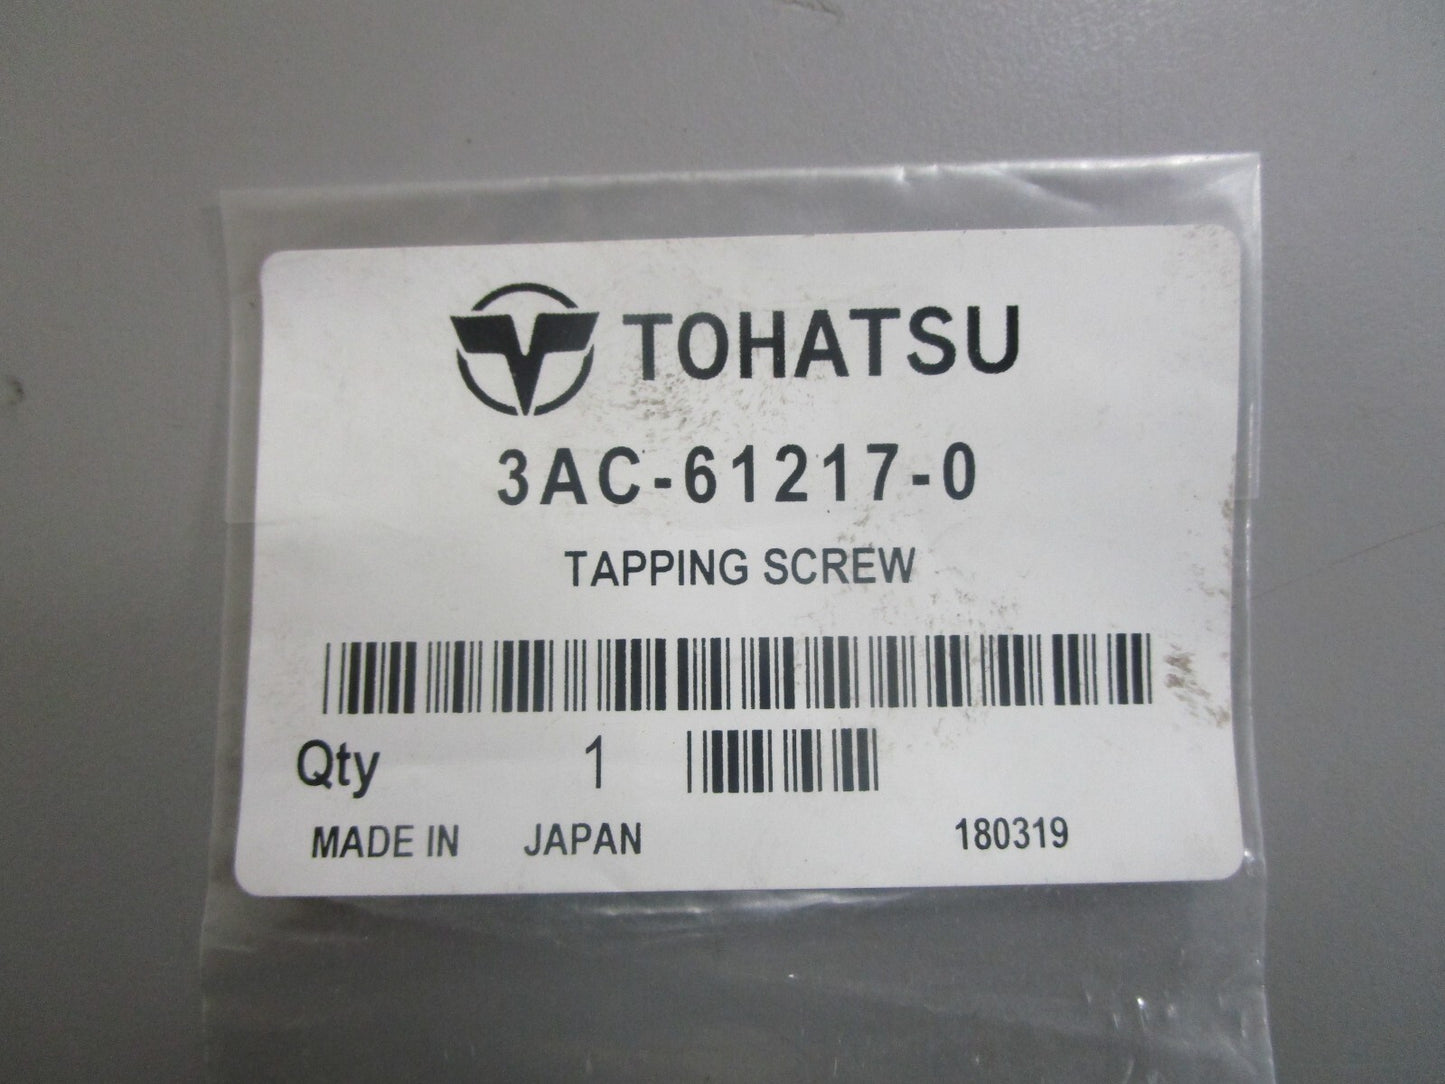 TOHATSU
3AC-61217-0
TAPPING SCREW
Qty 1
MADE IN JAPAN 180319